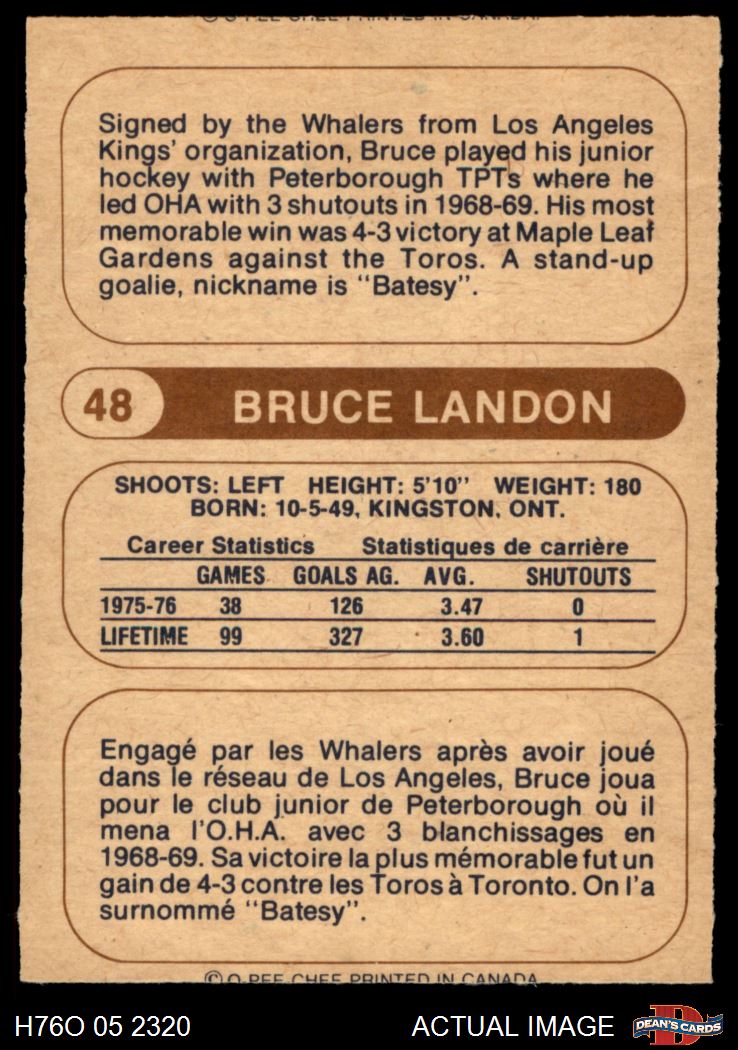 © O-PEE-CHEE PRINTED IN CANADA.
Signed by the Whalers from Los Angeles
Kings' organization, Bruce played his junior
hockey with Peterborough TPTs where he
led OHA with 3 shutouts in 1968-69. His most
memorable win was 4-3 victory at Maple Leaf
Gardens against the Toros. A stand-up
goalie, nickname is "Batesy".
48 BRUCE LANDON
SHOOTS: LEFT HEIGHT: 5'10" WEIGHT: 180
BORN: 10-5-49, KINGSTON, ONT.
Career Statistics Statistiques de carrière
GAMES GOALS AG. AVG. SHUTOUTS
1975-76 38 126 3.47 0
LIFETIME 99 327 3.60 1
Engagé par les Whalers après avoir joué
dans le réseau de Los Angeles, Bruce joua
pour le club junior de Peterborough où il
mena l'O.H.A. avec 3 blanchissages en
1968-69. Sa victoire la plus mémorable fut un
gain de 4-3 contre les Toros à Toronto. On l'a
surnommé "Batesy".
© O-PEE-CHEE PRINTED IN CANADA
H76O 05 2320 ACTUAL IMAGE D DEAN'S CARDS